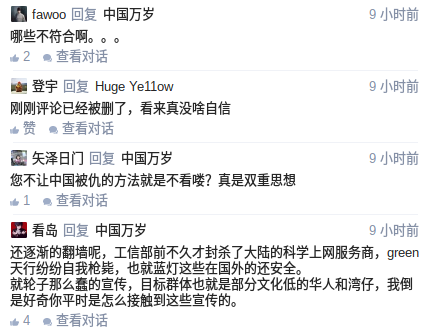 fawoo 回复 中国万岁 9 小时前
哪些不符合啊。。。
2 查看对话
登宇 回复 Huge Ye11ow 9 小时前
刚刚评论已经被删了，看来真没啥自信
赞 查看对话
矢泽日门 回复 中国万岁 9 小时前
您不让中国被仇的方法就是不看喽？真是双重思想
1 查看对话
看岛 回复 中国万岁 9 小时前
还逐渐的翻墙呢，工信部前不久才封杀了大陆的科学上网服务商，green
天行纷纷自我枪毙，也就蓝灯这些在国外的还安全。
就轮子那么蠢的宣传，目标群体也就是部分文化低的华人和湾仔，我倒
是好奇你平时是怎么接触到这些宣传的。
4 查看对话